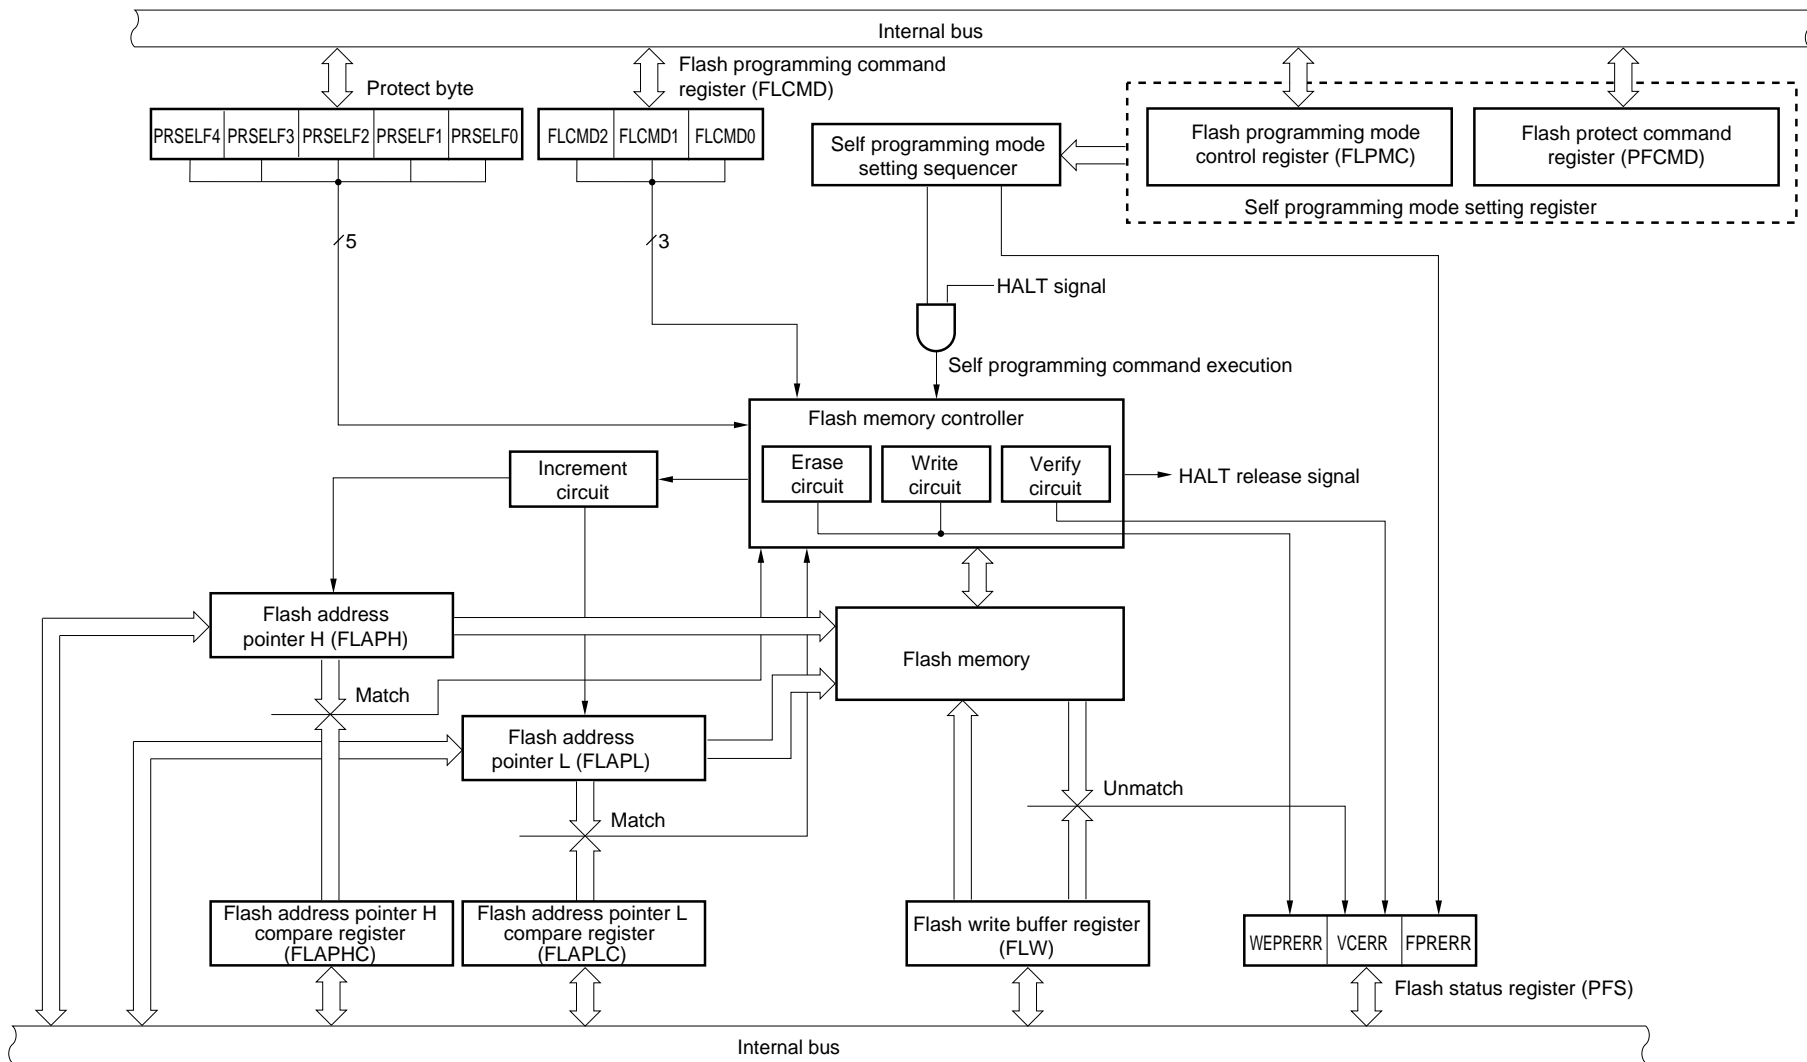 Internal bus
Protect byte
Flash programming command
register (FLCMD)
PRSELF4 PRSELF3 PRSELF2 PRSELF1 PRSELF0
FLCMD2 FLCMD1 FLCMD0
Self programming mode
setting sequencer
Flash programming mode
control register (FLPMC)
Flash protect command
register (PFCMD)
Self programming mode setting register
5
3
HALT signal
Self programming command execution
Flash memory controller
Increment
circuit
Erase
circuit
Write
circuit
Verify
circuit
HALT release signal
Flash address
pointer H (FLAPH)
Flash memory
Match
Flash address
pointer L (FLAPL)
Match
Unmatch
Flash address pointer H
compare register
(FLAPHC)
Flash address pointer L
compare register
(FLAPLC)
Flash write buffer register
(FLW)
WEPRERR VCERR FPRERR
Flash status register (PFS)
Internal bus